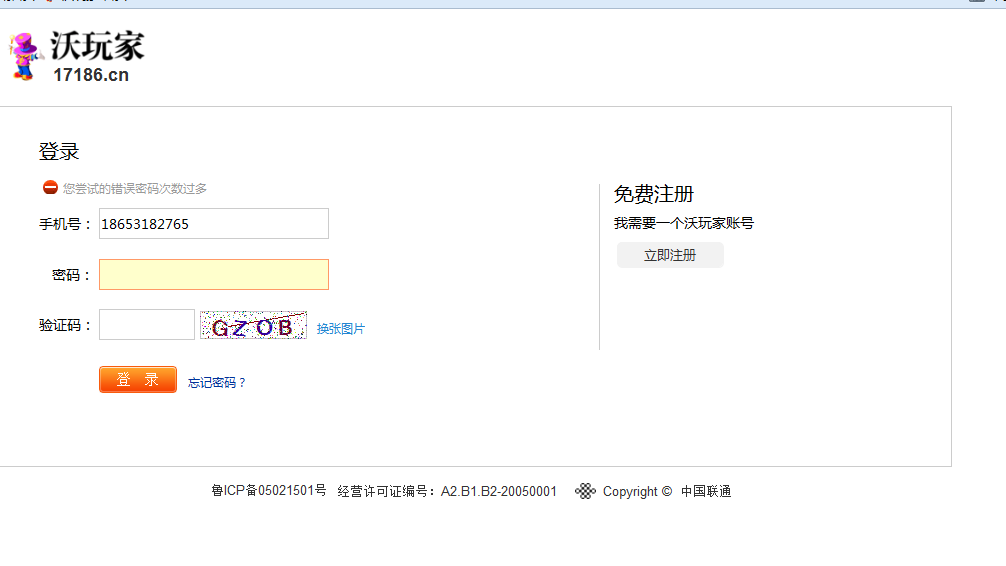 沃玩家
17186.cn
登录
您尝试的错误密码次数过多
手机号： 18653182765
密码：
验证码： GZOB 换张图片
登 录 忘记密码？
免费注册
我需要一个沃玩家账号
立即注册
鲁ICP备05021501号 经营许可证编号：A2.B1.B2-20050001 Copyright © 中国联通